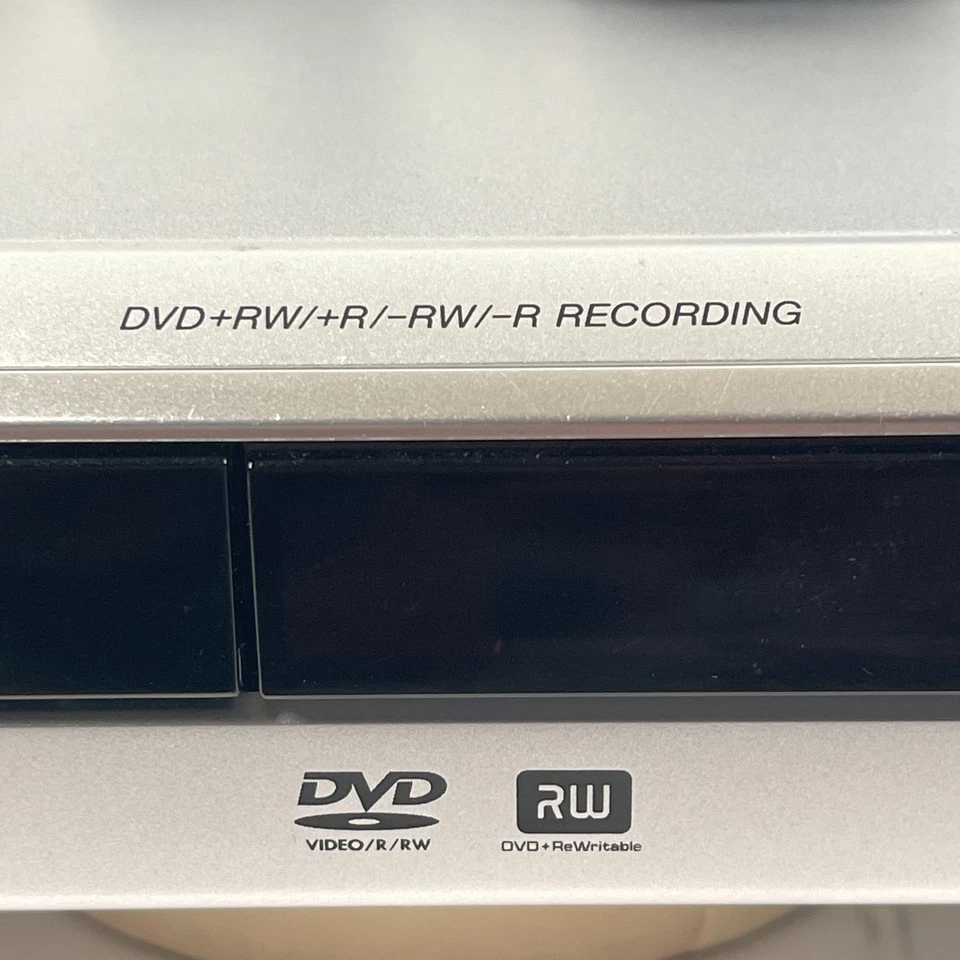 DVD+RW/+R/-RW/-R RECORDING
DVD
VIDEO/R/RW
RW
DVD+ReWritable